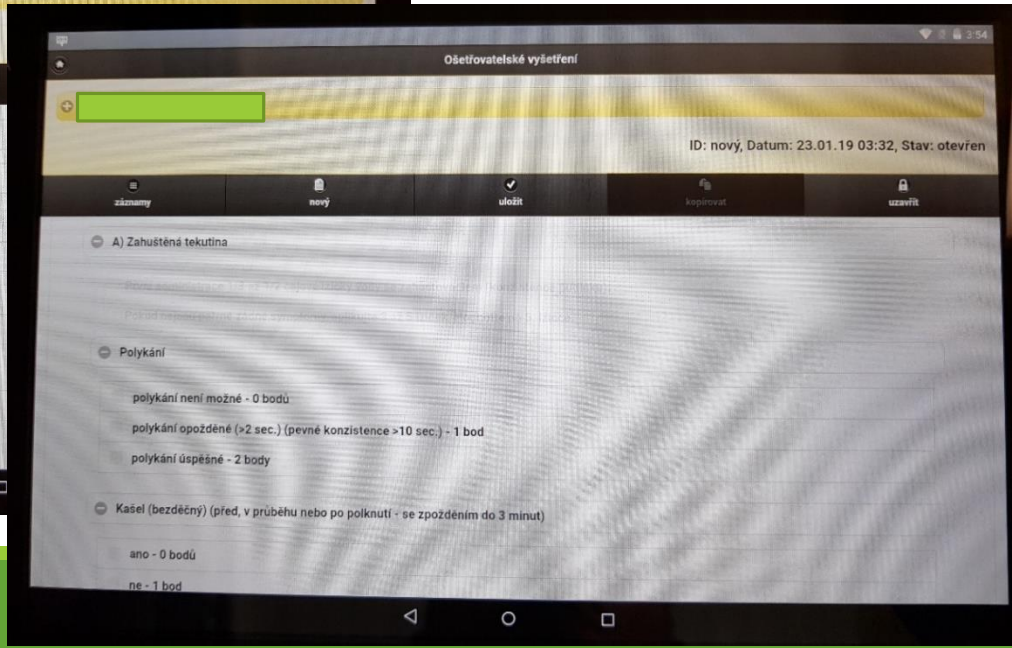 3:54
Ošetřovatelské vyšetření
ID: nový, Datum: 23.01.19 03:32, Stav: otevřen
záznamy nový uložit kopírovat uzavřít
A) Zahuštěná tekutina
Polykání
polykání není možné - 0 bodů
polykání opožděné (>2 sec.) (pevné konzistence >10 sec.) - 1 bod
polykání úspěšné - 2 body
Kašel (bezděčný) (před, v průběhu nebo po polknutí - se zpožděním do 3 minut)
ano - 0 bodů
ne - 1 bod